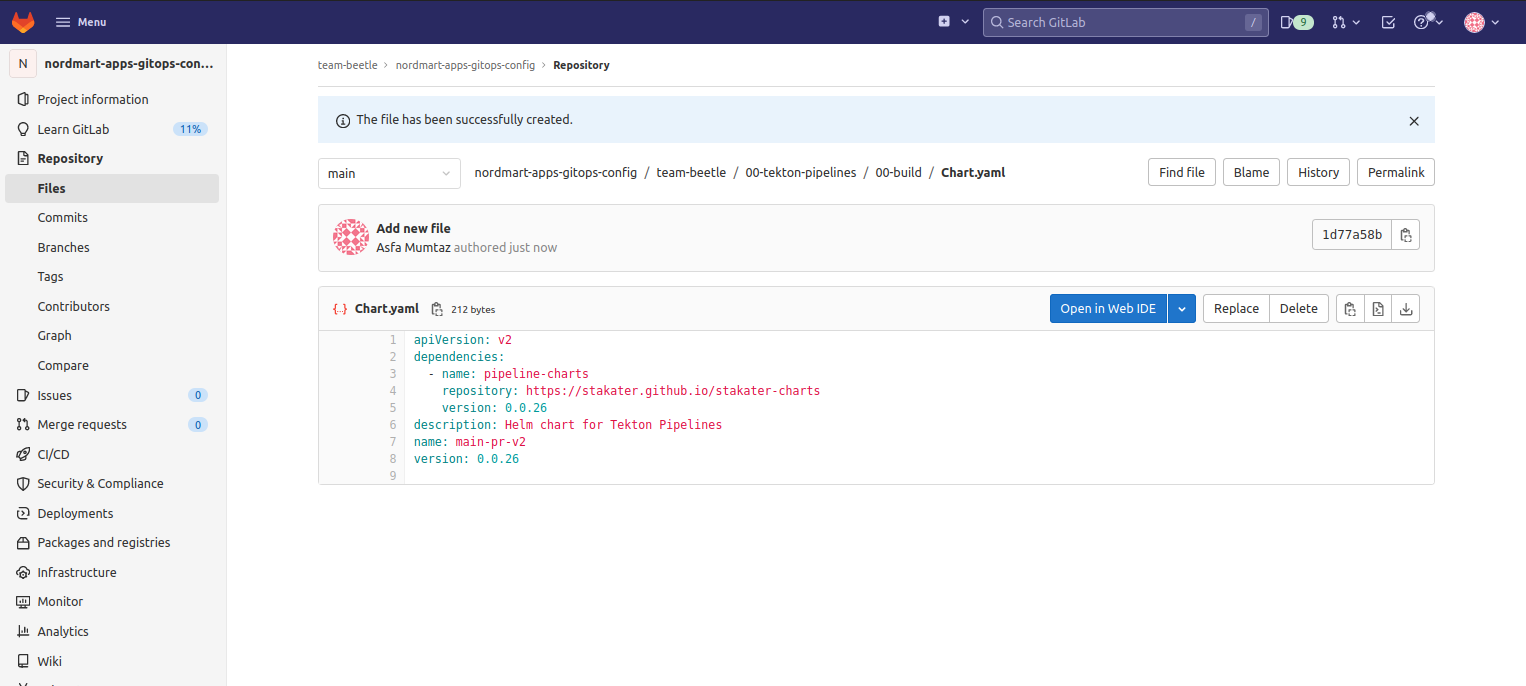 Menu
Search GitLab
/
9
N
nordmart-apps-gitops-con...
Project information
Learn GitLab
11%
Repository
Files
Commits
Branches
Tags
Contributors
Graph
Compare
Issues
0
Merge requests
0
CI/CD
Security & Compliance
Deployments
Packages and registries
Infrastructure
Monitor
Analytics
Wiki
team-beetle › nordmart-apps-gitops-config › Repository
The file has been successfully created.
main
nordmart-apps-gitops-config / team-beetle / 00-tekton-pipelines / 00-build / Chart.yaml
Find file
Blame
History
Permalink
Add new file
Asfa Mumtaz authored just now
1d77a58b
Chart.yaml
212 bytes
Open in Web IDE
Replace
Delete
1 apiVersion: v2
2 dependencies:
3 - name: pipeline-charts
4 repository: https://stakater.github.io/stakater-charts
5 version: 0.0.26
6 description: Helm chart for Tekton Pipelines
7 name: main-pr-v2
8 version: 0.0.26
9